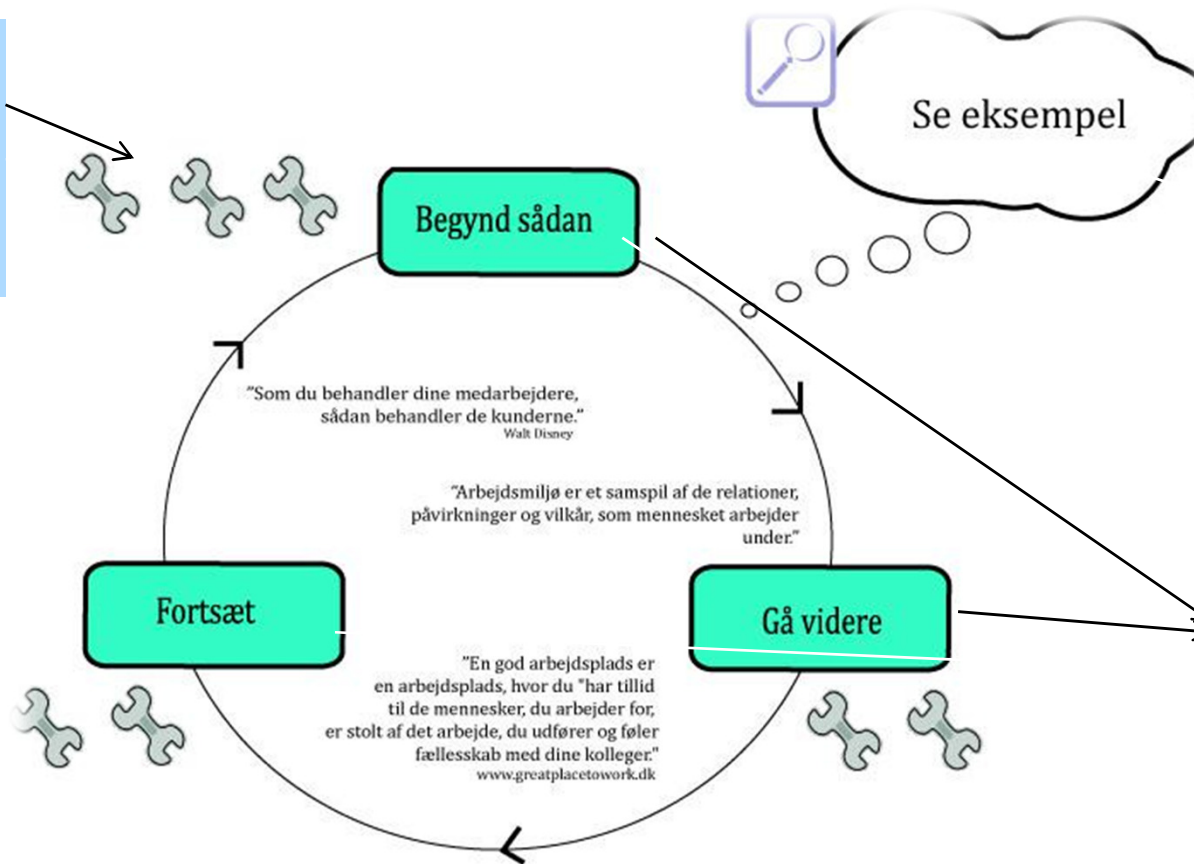 Se eksempel
Begynd sådan
"Som du behandler dine medarbejdere,
sådan behandler de kunderne."
Walt Disney
"Arbejdsmiljø er et samspil af de relationer,
påvirkninger og vilkår, som mennesket arbejder
under."
Fortsæt
Gå videre
"En god arbejdsplads er
en arbejdsplads, hvor du "har tillid
til de mennesker, du arbejder for,
er stolt af det arbejde, du udfører og føler
fællesskab med dine kolleger."
www.greatplacetowork.dk